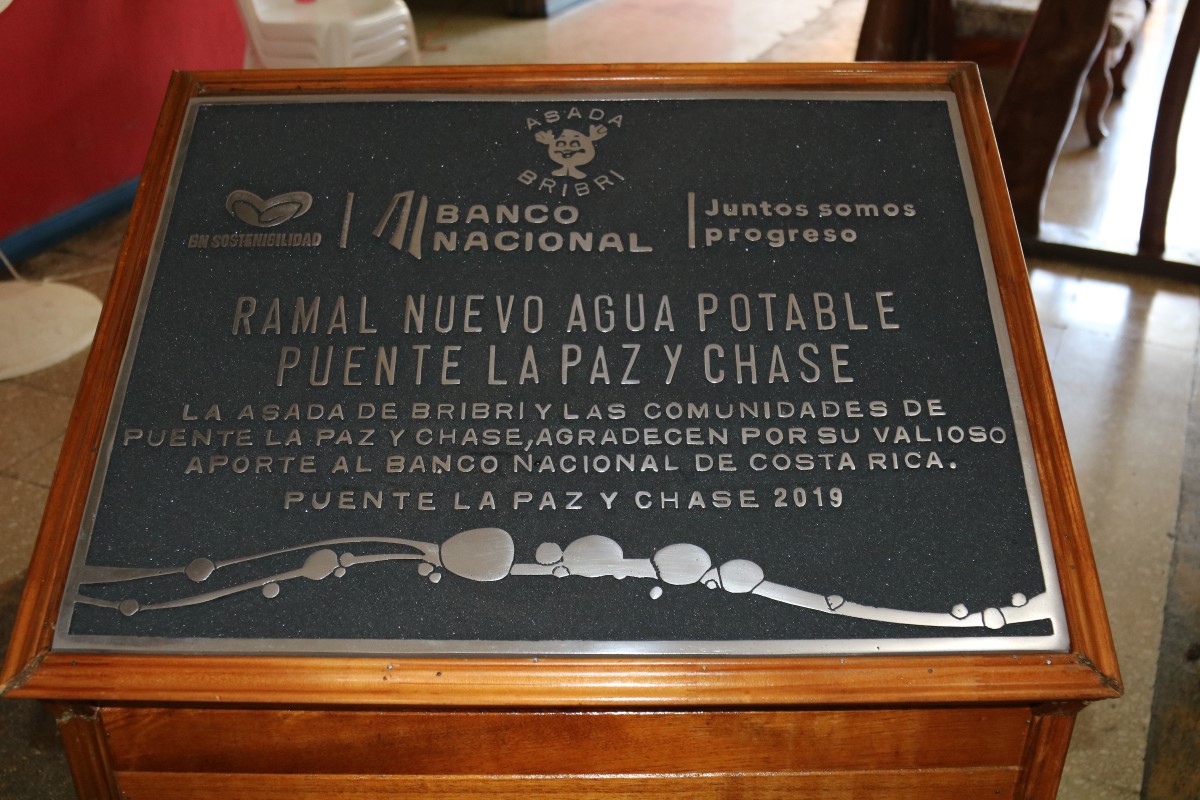 ASADA
BRIBRI
BN SOSTENIBILIDAD
BANCO
NACIONAL
Juntos somos
progreso
RAMAL NUEVO AGUA POTABLE
PUENTE LA PAZ Y CHASE
LA ASADA DE BRIBRI Y LAS COMUNIDADES DE
PUENTE LA PAZ Y CHASE, AGRADECEN POR SU VALIOSO
APORTE AL BANCO NACIONAL DE COSTA RICA.
PUENTE LA PAZ Y CHASE 2019